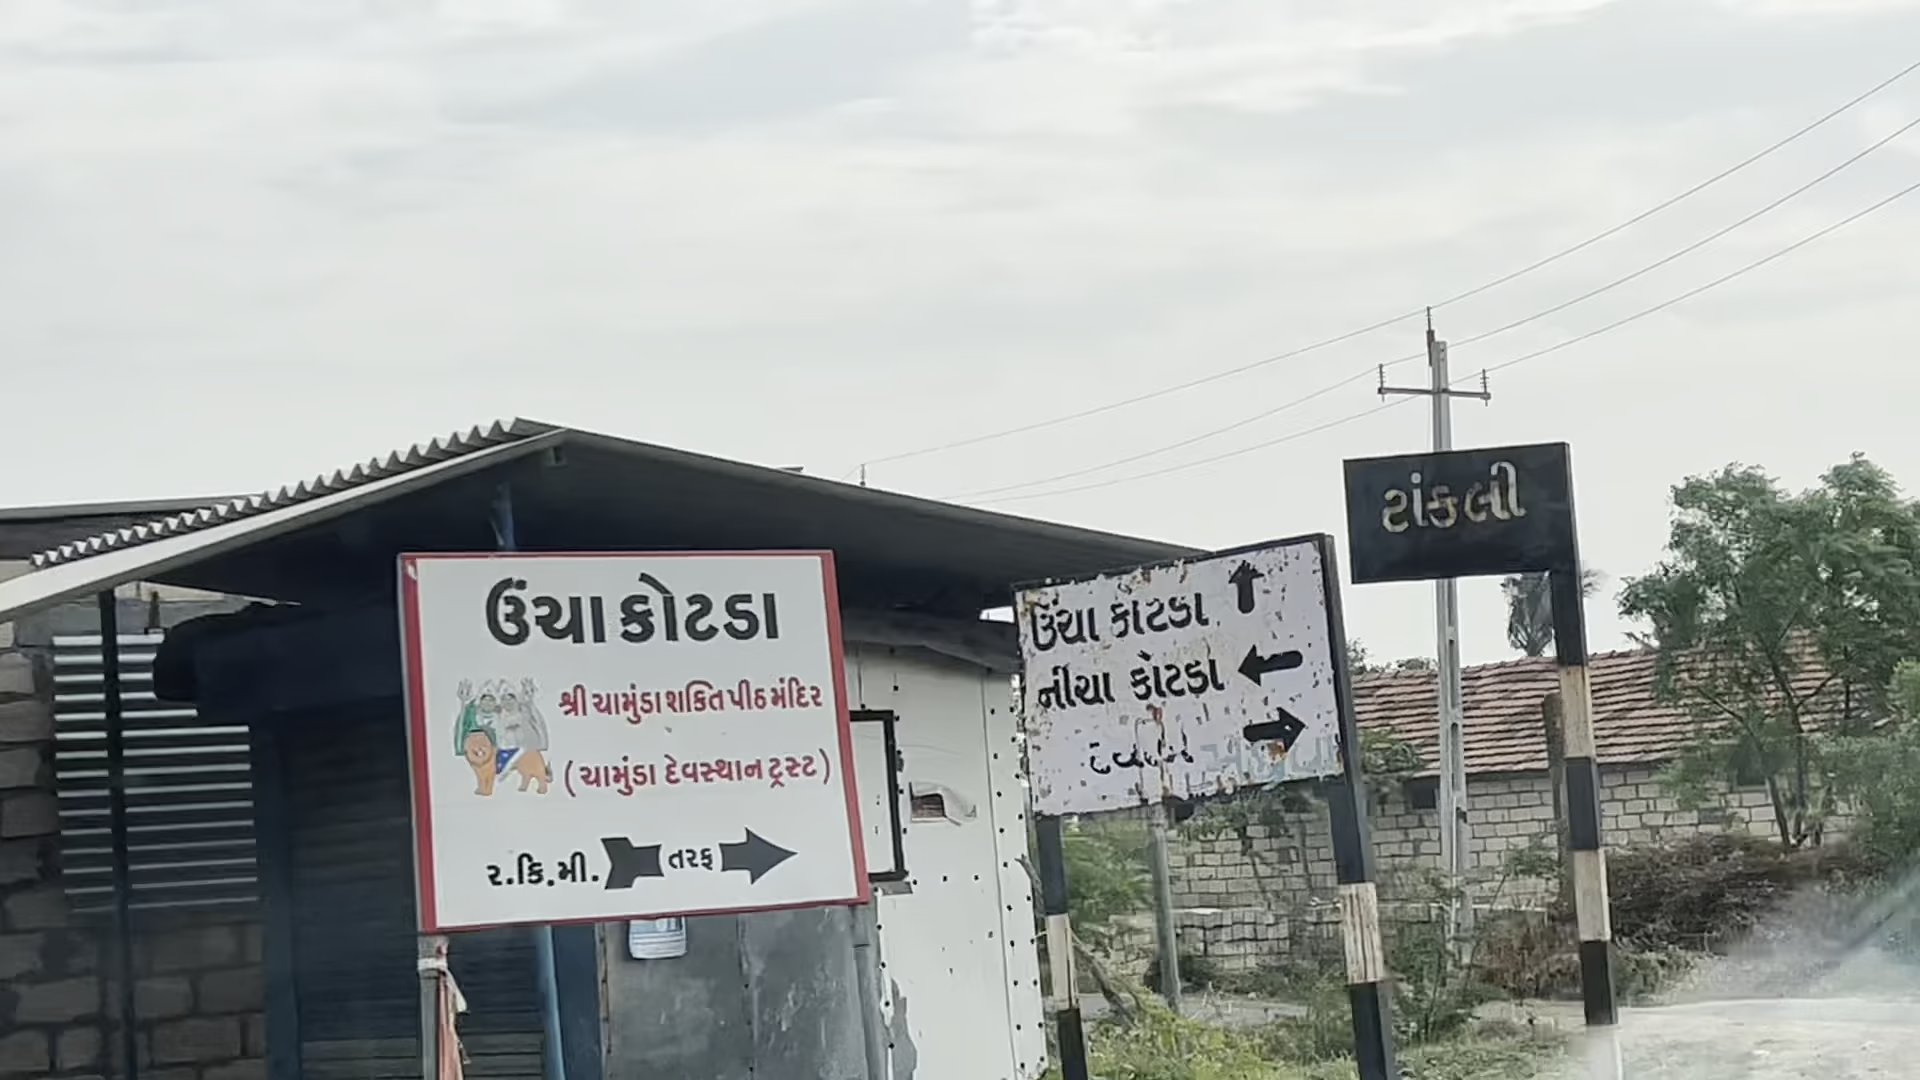 ઉંચા કોટડા
શ્રી ચામુંડા શકિત પીઠ મંદિર
(ચામુંડા દેવસ્થાન ટ્રસ્ટ)
ર.કિ.મી. તરફ
ઉંચા કોટડા
નીચા કોટડા
ટાંકલી